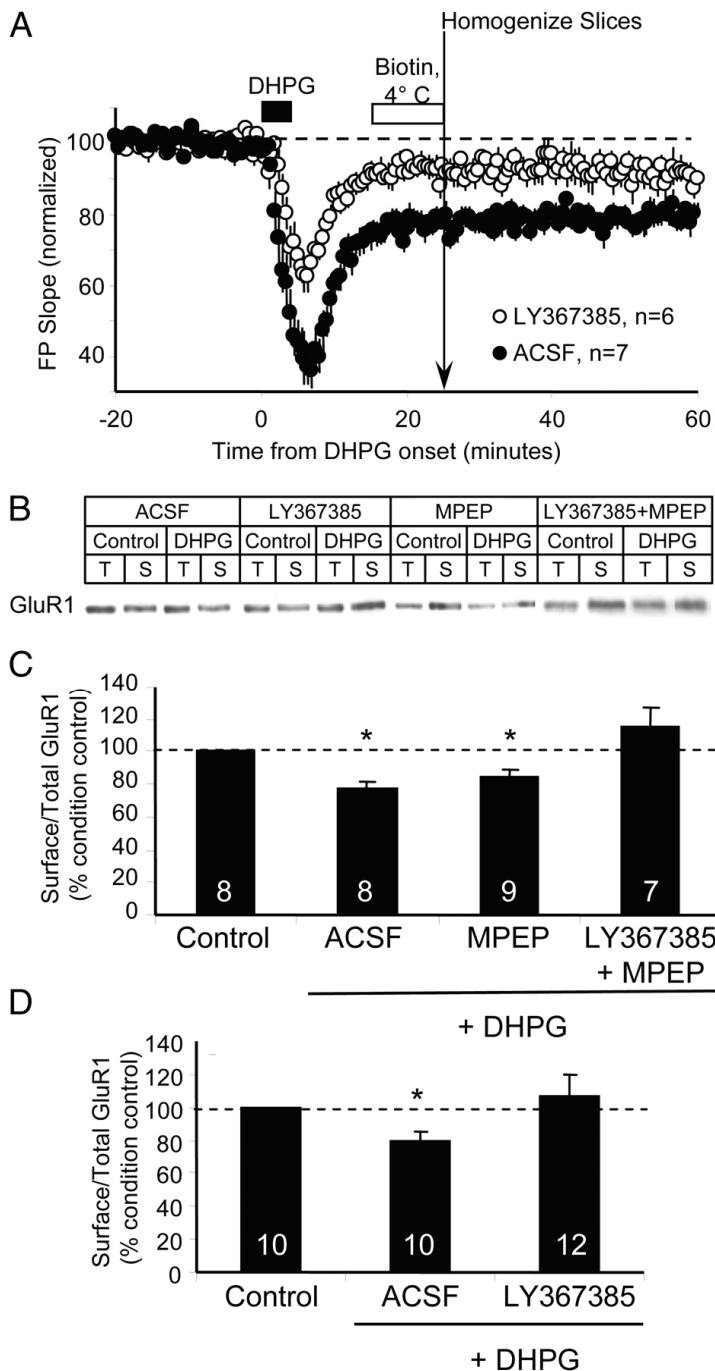 A
Homogenize Slices
DHPG
Biotin,
4° C
100
80
60
40
FP Slope (normalized)
LY367385, n=6
ACSF, n=7
-20 0 20 40 60
Time from DHPG onset (minutes)
B
ACSF LY367385 MPEP LY367385+MPEP
Control DHPG Control DHPG Control DHPG Control DHPG
T S T S T S T S T S T S T S T S
GluR1
C
Surface/Total GluR1
(% condition control)
140
120
100
80
60
40
20
0
* *
8 8 9 7
Control ACSF MPEP LY367385
+ MPEP
+ DHPG
D
Surface/Total GluR1
(% condition control)
140
120
100
80
60
40
20
0
*
10 10 12
Control ACSF LY367385
+ DHPG